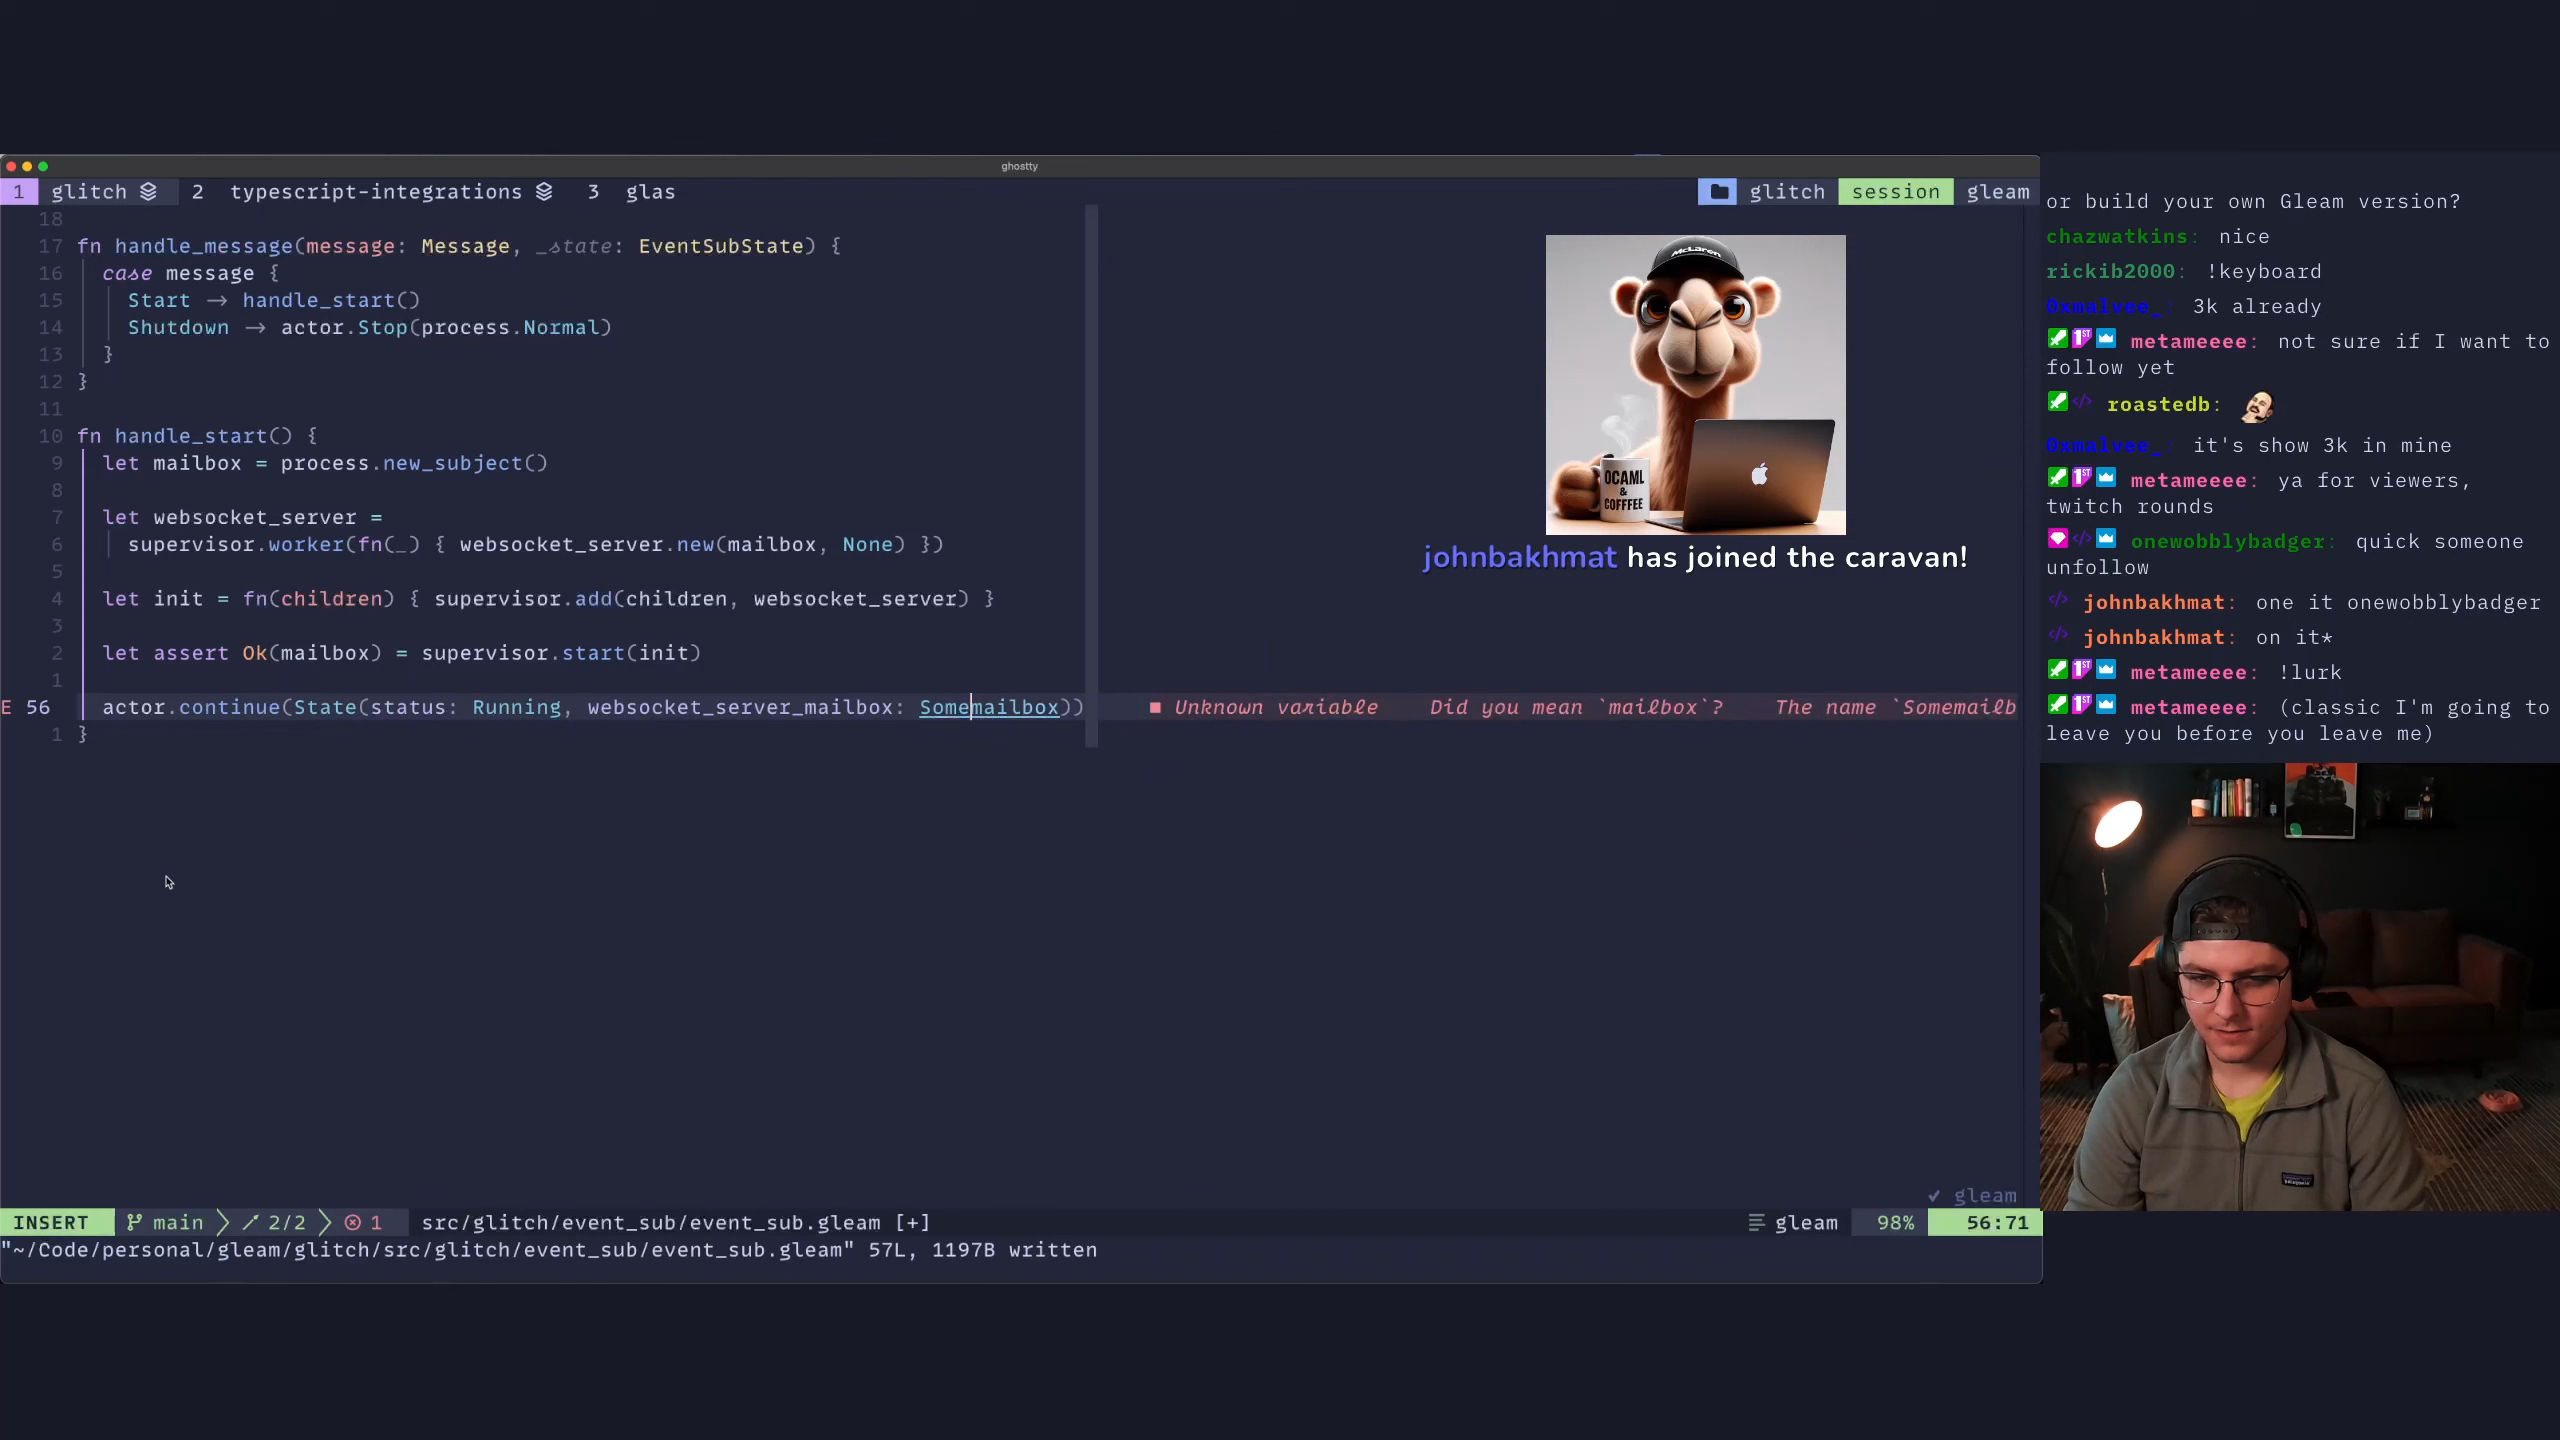 ghostty
1 glitch 2 typescript-integrations 3 glas
glitch session gleam
18
17 fn handle_message(message: Message, _state: EventSubState) {
16 case message {
15 Start -> handle_start()
14 Shutdown -> actor.Stop(process.Normal)
13 }
12 }
11
10 fn handle_start() {
9 let mailbox = process.new_subject()
8
7 let websocket_server =
6 supervisor.worker(fn(_) { websocket_server.new(mailbox, None) })
5
4 let init = fn(children) { supervisor.add(children, websocket_server) }
3
2 let assert Ok(mailbox) = supervisor.start(init)
1
E 56 actor.continue(State(status: Running, websocket_server_mailbox: Somemailbox)) ■ Unknown variable Did you mean `mailbox`? The name `Somemailb
1 }
McLaren
OCAML
&
COFFFEE
johnbakhmat has joined the caravan!
✓ gleam
INSERT main 2/2 1 src/glitch/event_sub/event_sub.gleam [+] gleam 98% 56:71
"~/Code/personal/gleam/glitch/src/glitch/event_sub/event_sub.gleam" 57L, 1197B written
or build your own Gleam version?
chazwatkins: nice
rickib2000: !keyboard
0xmalvee_: 3k already
metameeee: not sure if I want to
follow yet
roastedb:
0xmalvee_: it's show 3k in mine
metameeee: ya for viewers,
twitch rounds
onewobblybadger: quick someone
unfollow
johnbakhmat: one it onewobblybadger
johnbakhmat: on it*
metameeee: !lurk
metameeee: (classic I'm going to
leave you before you leave me)